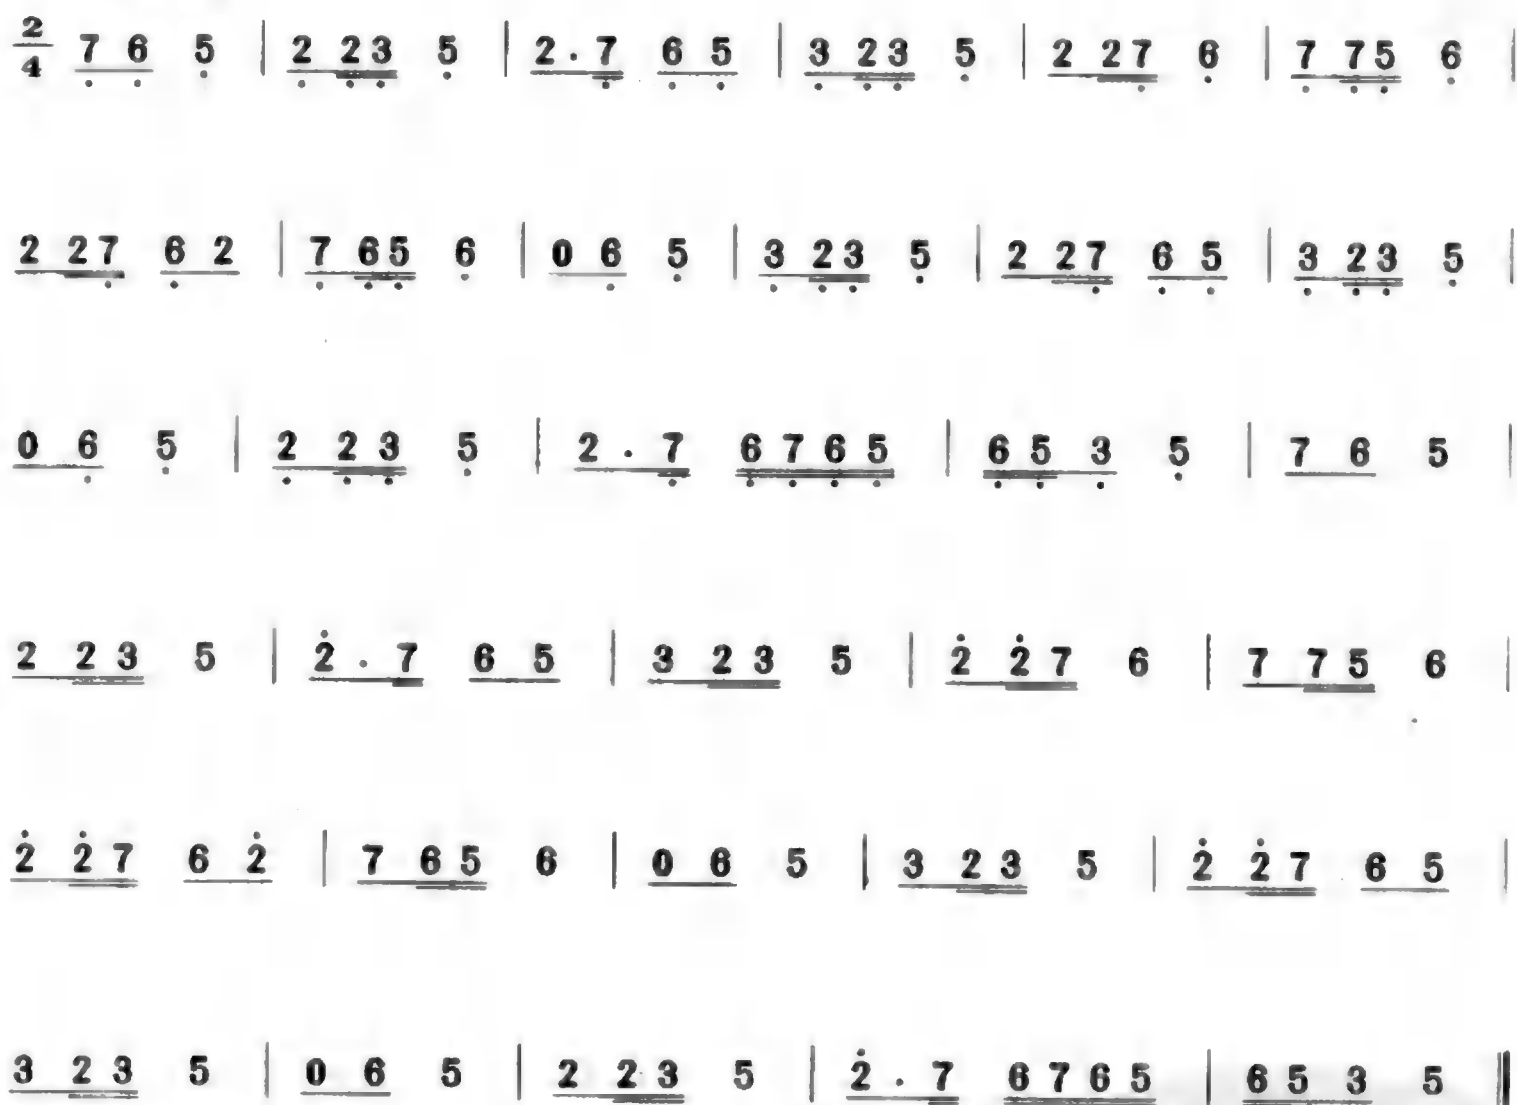 2/4 7̣ 6̣ 5̣ | 2̣ 2̣ 3̣ 5̣ | 2 . 7̣ 6̣ 5̣ | 3̣ 2̣ 3̣ 5̣ | 2 2 7̣ 6̣ | 7̣ 7̣ 5̣ 6̣ |
2 2 7̣ 6̣ 2 | 7̣ 6̣ 5̣ 6̣ | 0 6̣ 5̣ | 3̣ 2̣ 3̣ 5̣ | 2 2 7̣ 6̣ 5̣ | 3̣ 2̣ 3̣ 5̣ |
0 6̣ 5̣ | 2̣ 2̣ 3̣ 5̣ | 2 . 7̣ 6̣ 7̣ 6̣ 5̣ | 6̣ 5̣ 3̣ 5̣ | 7 6 5 |
2 2 3 5 | 2̇ . 7 6 5 | 3 2 3 5 | 2̇ 2̇ 7 6 | 7 7 5 6 |
2̇ 2̇ 7 6 2̇ | 7 6 5 6 | 0 6 5 | 3 2 3 5 | 2̇ 2̇ 7 6 5 |
3 2 3 5 | 0 6 5 | 2 2 3 5 | 2̇ . 7 6 7 6 5 | 6 5 3 5 ‖